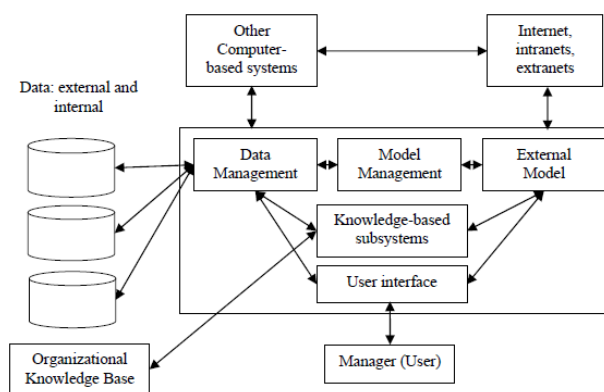 Other
Computer-
based systems
Internet,
intranets,
extranets
Data: external and
internal
Data
Management
Model
Management
External
Model
Knowledge-based
subsystems
User interface
Organizational
Knowledge Base
Manager (User)